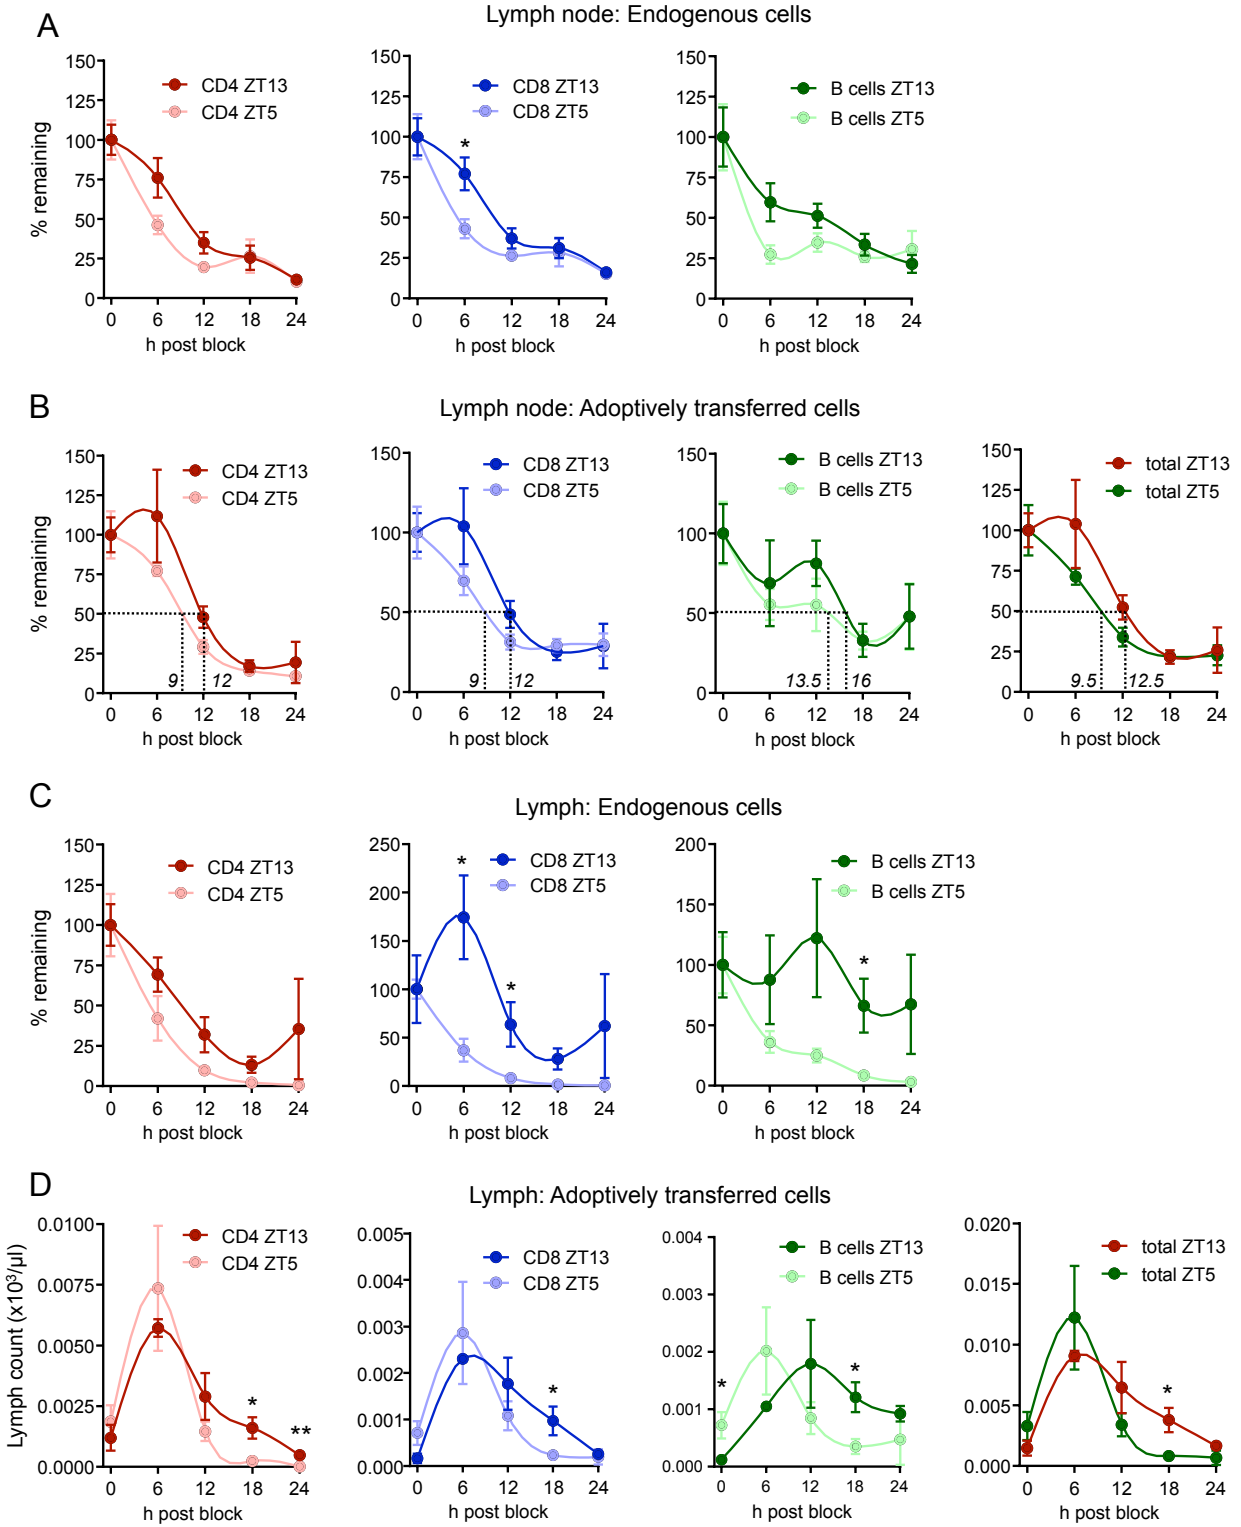 A
Lymph node: Endogenous cells
% remaining
150
125
100
75
50
25
0
CD4 ZT13
CD4 ZT5
0 6 12 18 24
h post block
150
125
100
75
50
25
0
CD8 ZT13
CD8 ZT5
*
0 6 12 18 24
h post block
150
125
100
75
50
25
0
B cells ZT13
B cells ZT5
0 6 12 18 24
h post block
B
Lymph node: Adoptively transferred cells
% remaining
150
125
100
75
50
25
0
CD4 ZT13
CD4 ZT5
9 12
0 6 12 18 24
h post block
150
100
50
0
CD8 ZT13
CD8 ZT5
9 12
0 6 12 18 24
h post block
150
100
50
0
B cells ZT13
B cells ZT5
13.5 16
0 6 12 18 24
h post block
150
125
100
75
50
25
0
total ZT13
total ZT5
9.5 12.5
0 6 12 18 24
h post block
C
Lymph: Endogenous cells
% remaining
150
125
100
75
50
25
0
CD4 ZT13
CD4 ZT5
0 6 12 18 24
h post block
250
200
150
100
50
0
CD8 ZT13
CD8 ZT5
*
*
0 6 12 18 24
h post block
200
150
100
50
0
B cells ZT13
B cells ZT5
*
0 6 12 18 24
h post block
D
Lymph: Adoptively transferred cells
Lymph count (x10³/µl)
0.0100
0.0075
0.0050
0.0025
0.0000
CD4 ZT13
CD4 ZT5
*
**
0 6 12 18 24
h post block
0.005
0.004
0.003
0.002
0.001
0.000
CD8 ZT13
CD8 ZT5
*
0 6 12 18 24
h post block
0.004
0.003
0.002
0.001
0.000
B cells ZT13
B cells ZT5
*
*
0 6 12 18 24
h post block
0.020
0.015
0.010
0.005
0.000
total ZT13
total ZT5
*
0 6 12 18 24
h post block